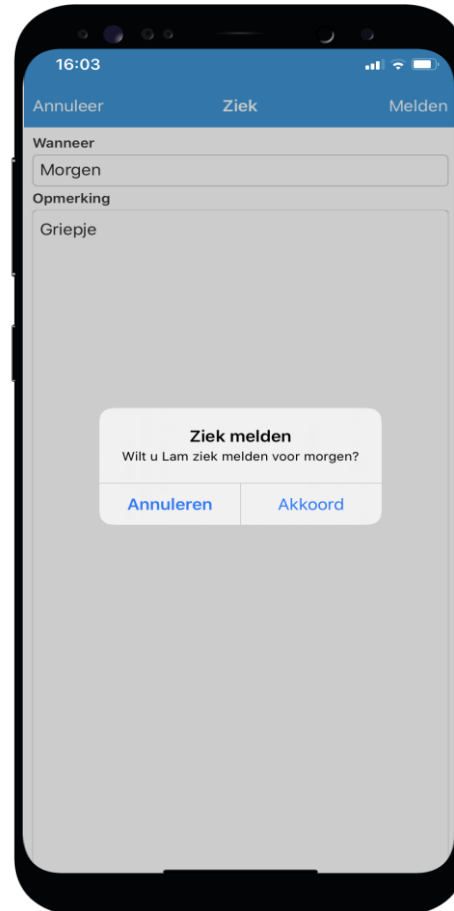 16:03
Annuleer Ziek Melden
Wanneer
Morgen
Opmerking
Griepje
Ziek melden
Wilt u Lam ziek melden voor morgen?
Annuleren Akkoord